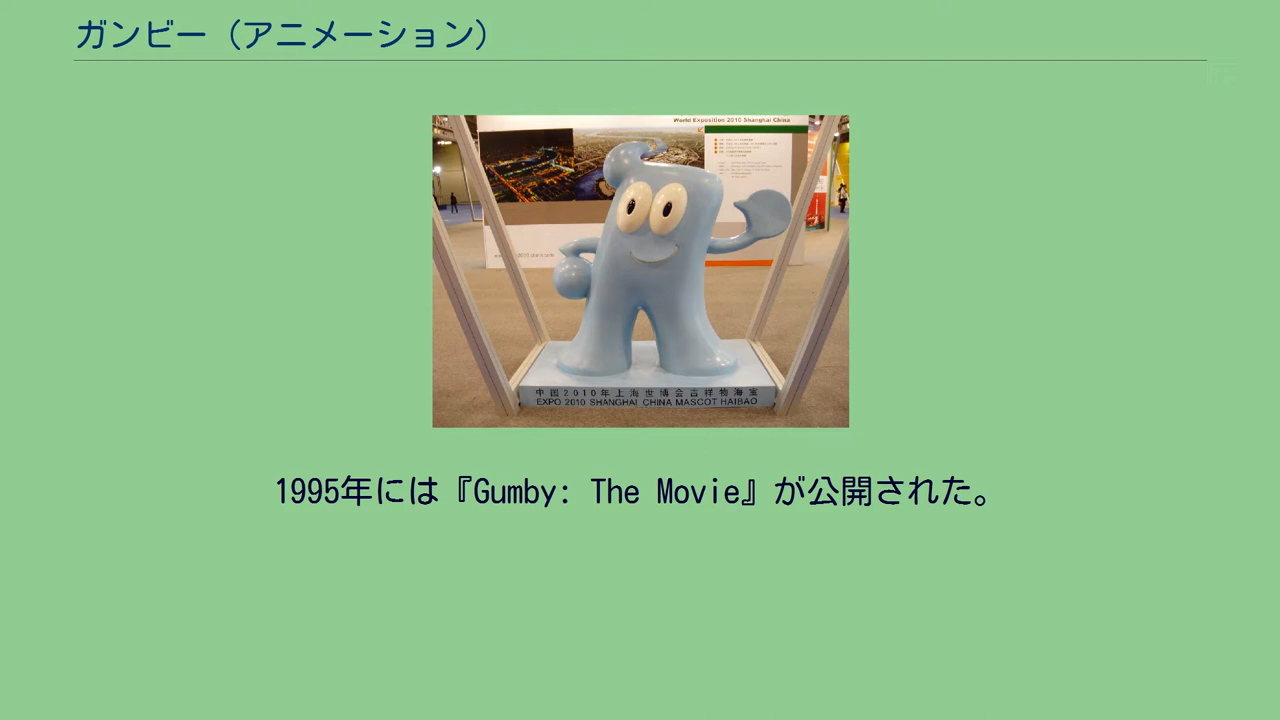 ガンビー（アニメーション）
World Exposition 2010 Shanghai China
中国2010年上海世博会吉祥物海宝
EXPO 2010 SHANGHAI CHINA MASCOT HAIBAO
1995年には『Gumby: The Movie』が公開された。